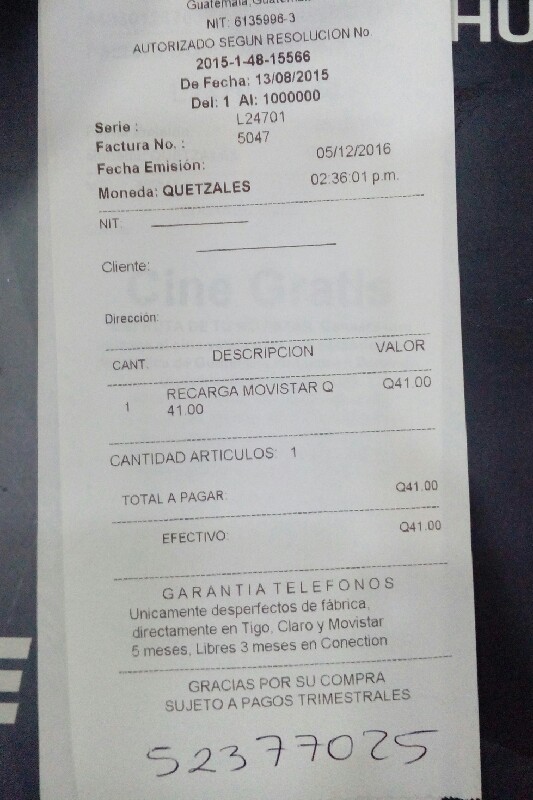 Guatemala, Guatemala
NIT: 6135996-3
AUTORIZADO SEGUN RESOLUCION No
2015-1-48-15566
De Fecha: 13/08/2015
Del: 1 Al: 1000000
Serie : L24701
Factura No. : 5047
Fecha Emisión: 05/12/2016
Moneda: QUETZALES 02:36:01 p.m.
NIT:
Cliente:
Dirección:
CANT. DESCRIPCION VALOR
1 RECARGA MOVISTAR Q Q41.00
41.00
CANTIDAD ARTICULOS: 1
TOTAL A PAGAR: Q41.00
EFECTIVO: Q41.00
GARANTIA TELEFONOS
Unicamente desperfectos de fábrica,
directamente en Tigo, Claro y Movistar
5 meses, Libres 3 meses en Conection
GRACIAS POR SU COMPRA
SUJETO A PAGOS TRIMESTRALES
52377025
HU
Cine Gratis